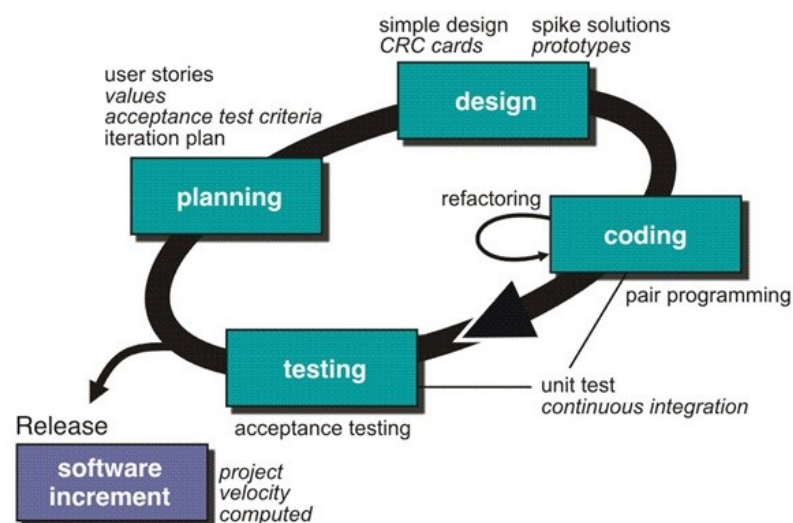 simple design
CRC cards
spike solutions
prototypes
user stories
values
acceptance test criteria
iteration plan
design
planning
refactoring
coding
pair programming
testing
unit test
continuous integration
acceptance testing
Release
software
increment
project
velocity
computed